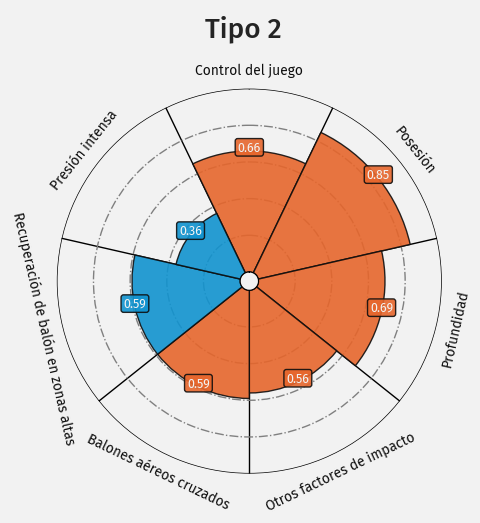 Tipo 2
Control del juego
Posesión
Profundidad
Otros factores de impacto
Balones aéreos cruzados
Recuperación de balón en zonas altas
Presión intensa
0.66
0.85
0.69
0.56
0.59
0.59
0.36